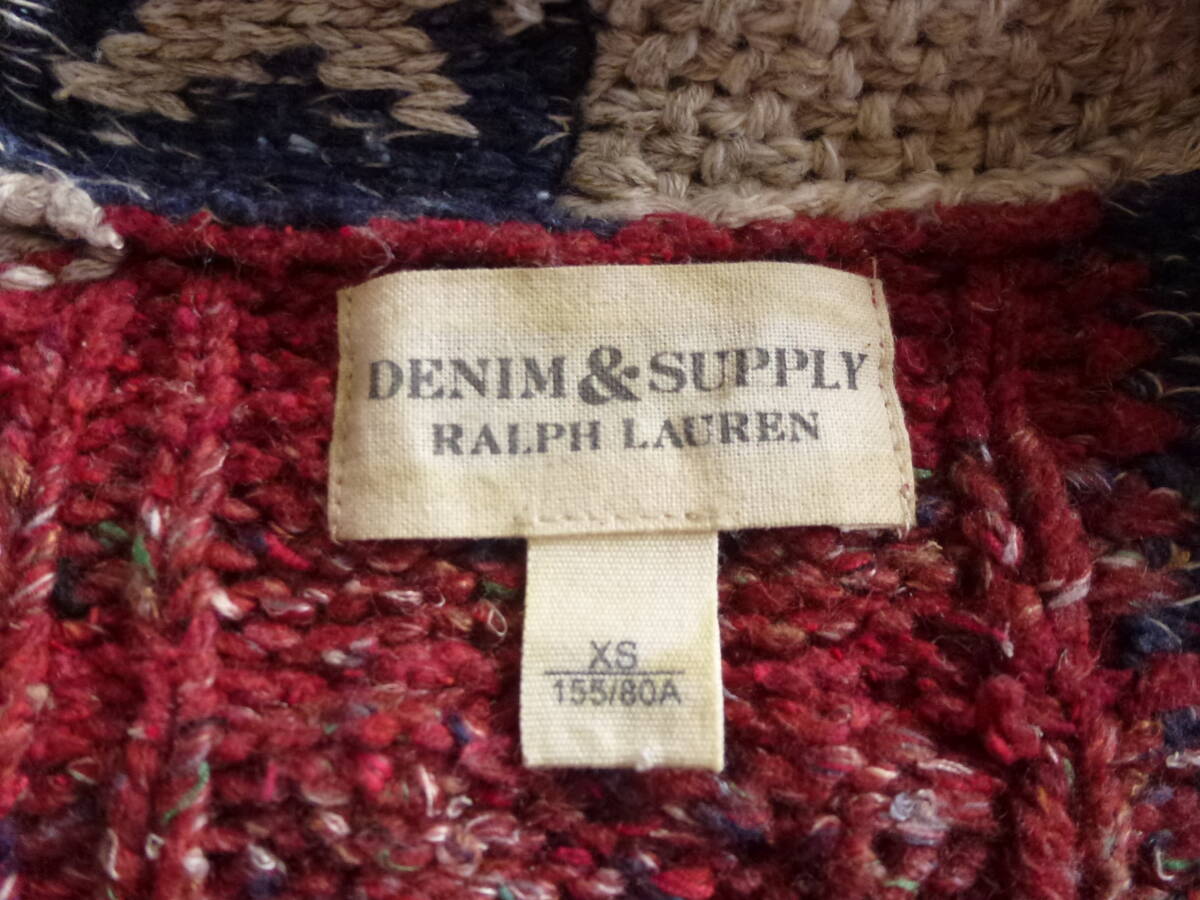 DENIM & SUPPLY
RALPH LAUREN
XS
155/80A